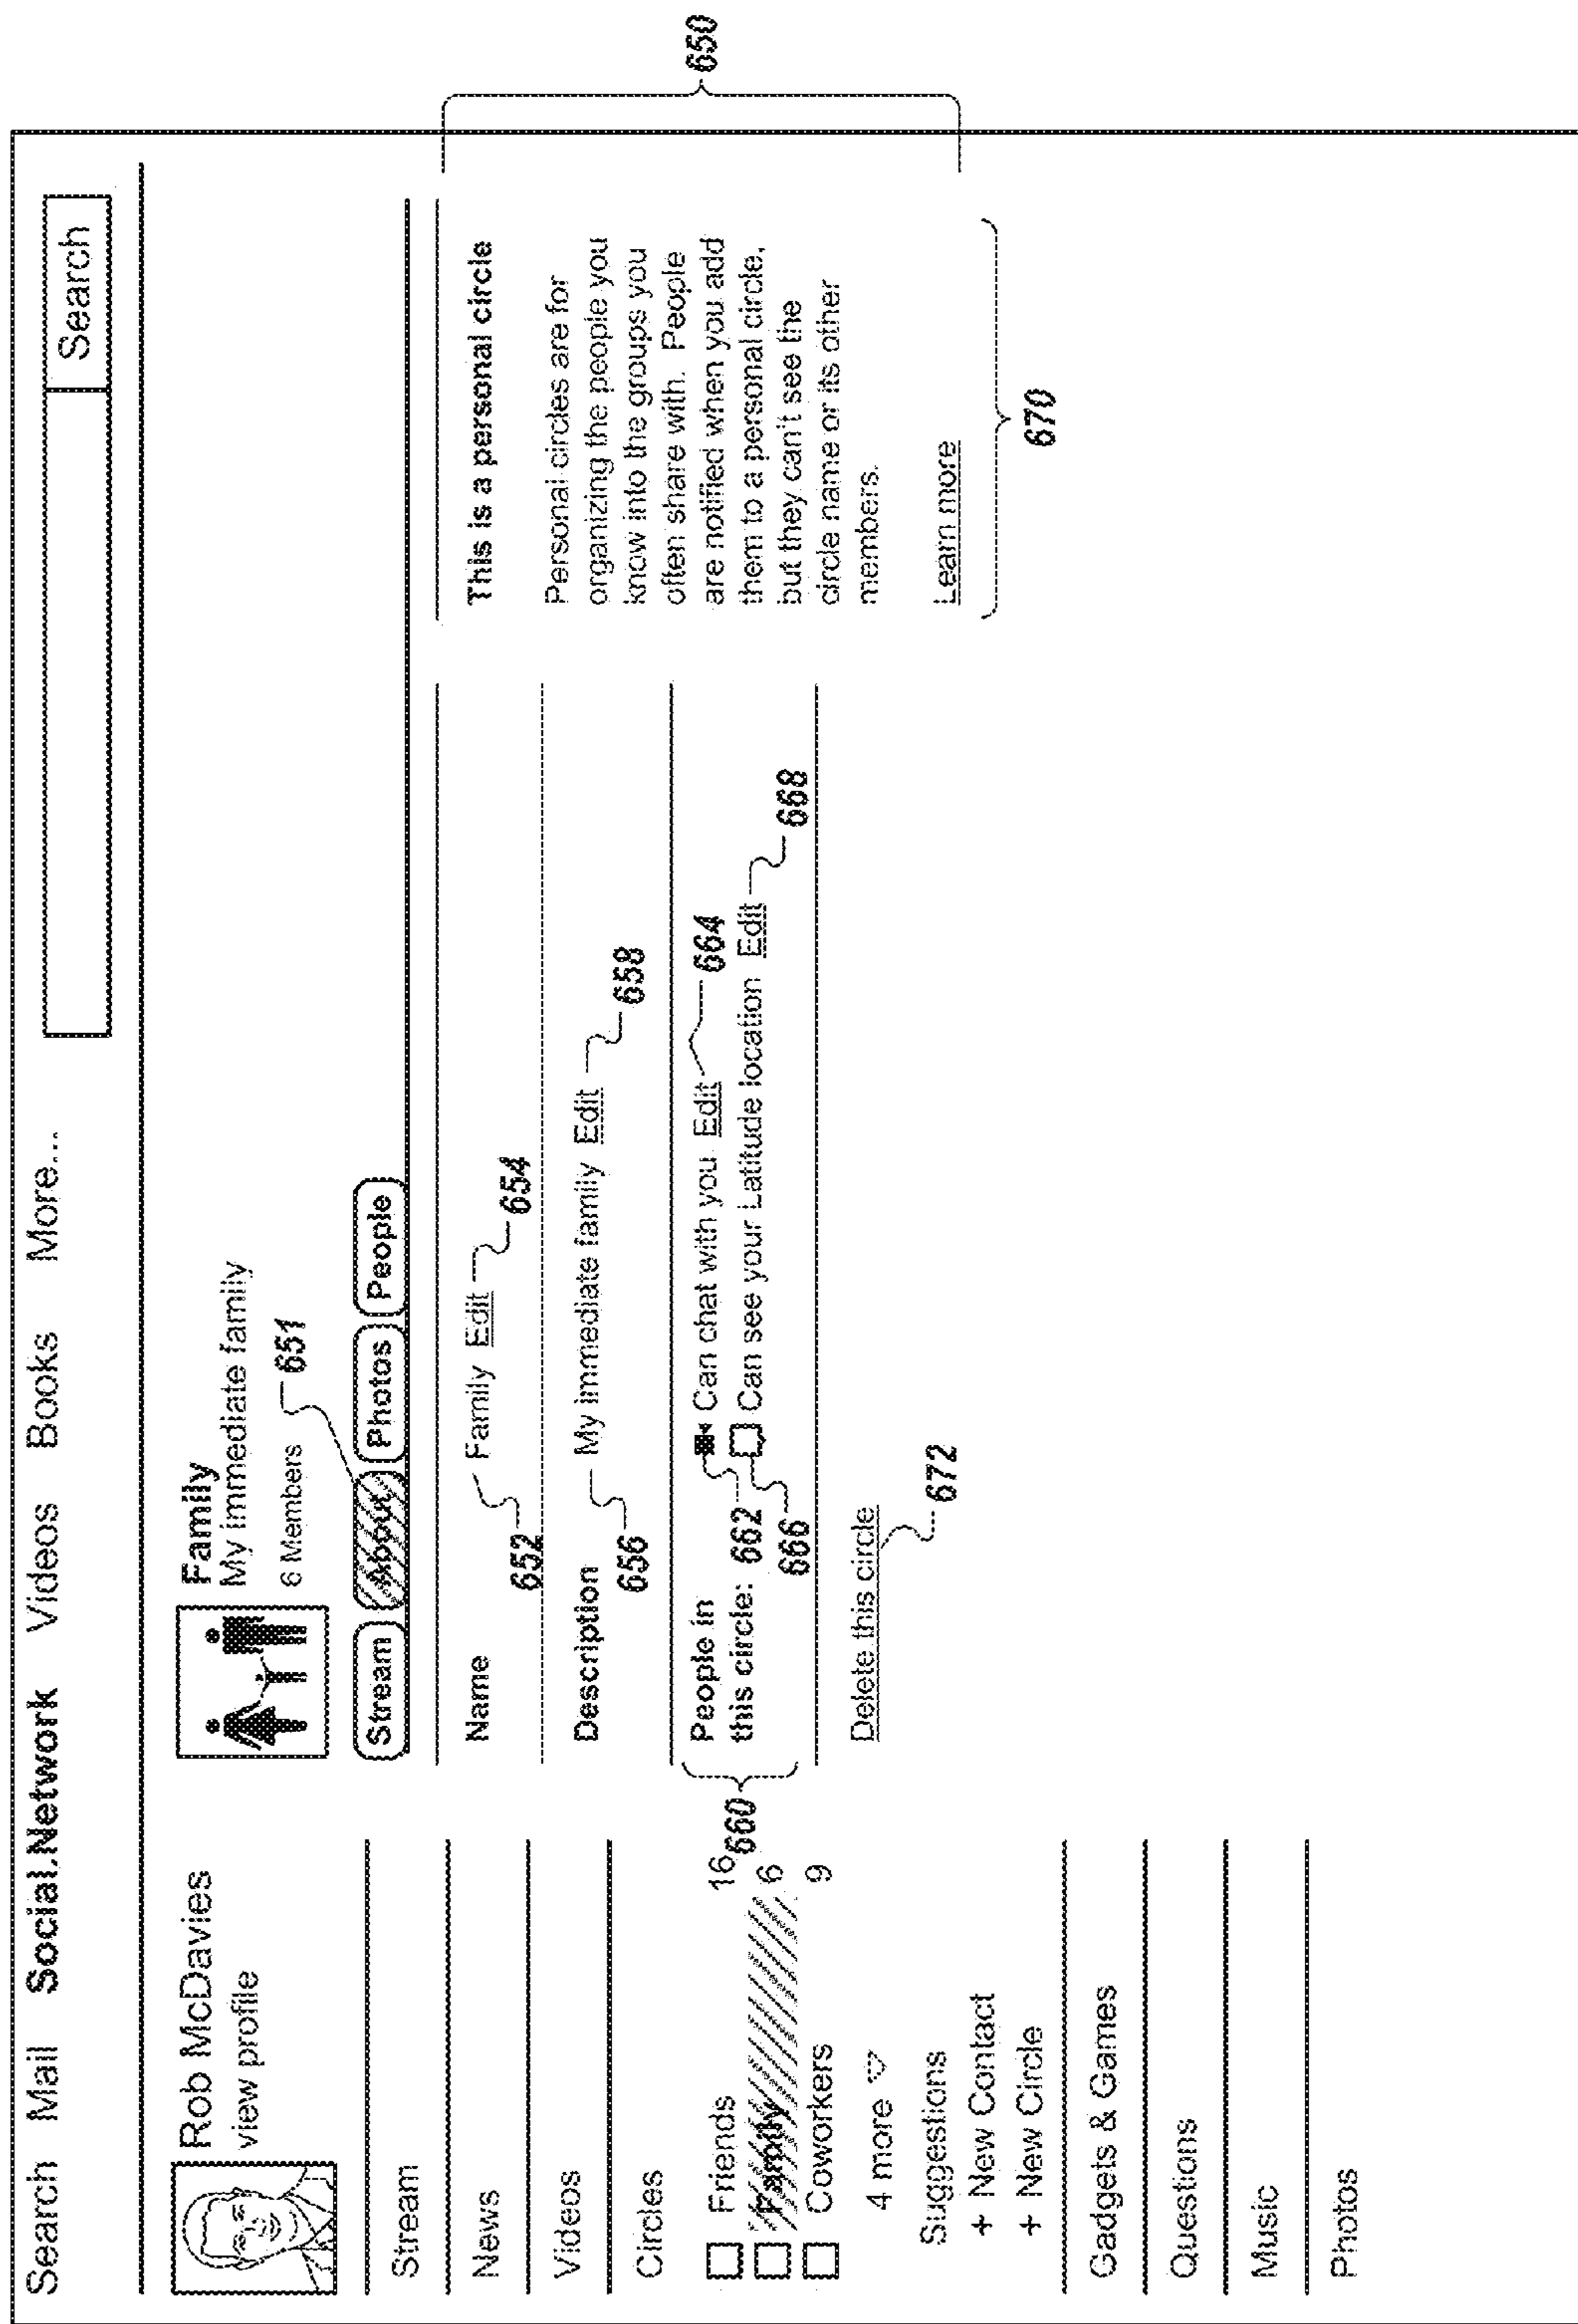 Search Mail Social.Network Videos Books More... Search
Rob McDavies
view profile
Stream
News
Videos
Circles
Friends 16
Family 6
Coworkers 9
4 more
Suggestions
+ New Contact
+ New Circle
Gadgets & Games
Questions
Music
Photos
Family
My immediate family
6 Members 651
Stream About Photos People
Name Family Edit
652 654
Description My immediate family Edit
656 658
660
People in
this circle:
662 Can chat with you Edit 664
666 Can see your Latitude location Edit 668
Delete this circle
672
This is a personal circle
Personal circles are for
organizing the people you
know into the groups you
often share with. People
are notified when you add
them to a personal circle,
but they can't see the
circle name or its other
members.
Learn more
670
650